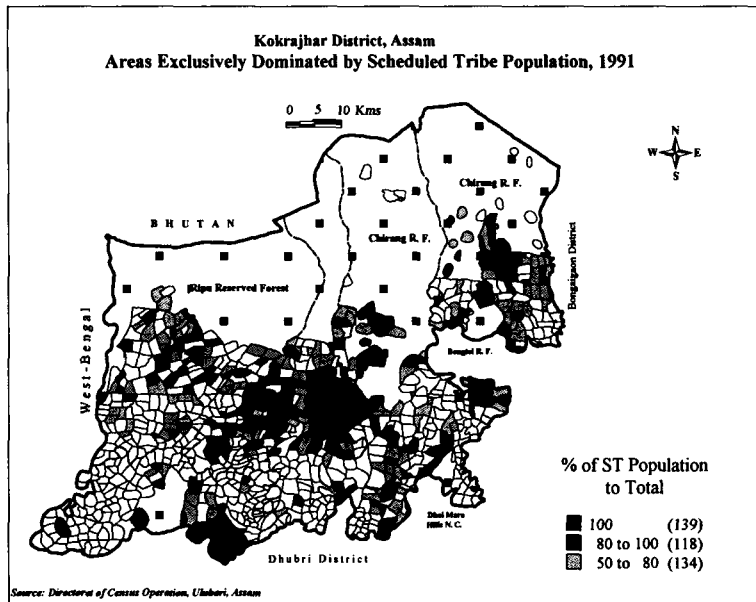 Kokrajhar District, Assam
Areas Exclusively Dominated by Scheduled Tribe Population, 1991
0 5 10 Kms
N
W E
S
Chirang R. F.
BHUTAN
Chirang R. F.
Ripu Reserved Forest
Bongaigaon District
West-Bengal
Bengtol R. F.
% of ST Population
to Total
100 (139)
80 to 100 (118)
50 to 80 (134)
Hills N. C.
Dhubri District
Source: Directorat of Census Operation, Ulubari, Assam